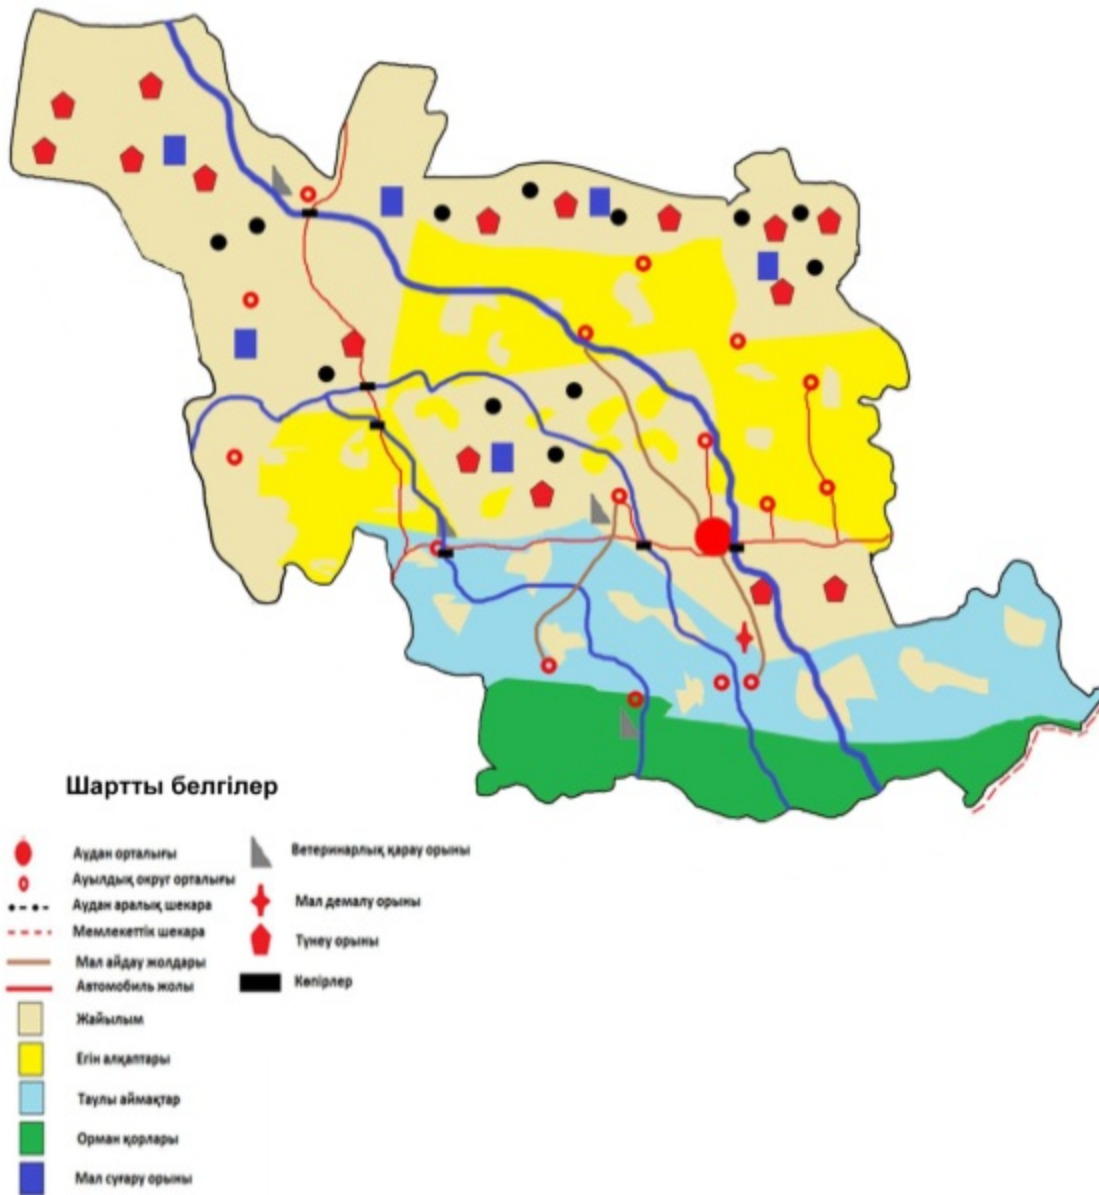 Шартты белгілер
Аудан орталығы
Ауылдық округ орталығы
Аудан аралық шекара
Мемлекеттік шекара
Мал айдау жолдары
Автомобиль жолы
Жайылым
Егін алқаптары
Таулы аймақтар
Орман қорлары
Мал суғару орыны
Ветеринарлық қарау орыны
Мал демалу орыны
Түнеу орыны
Көпірлер